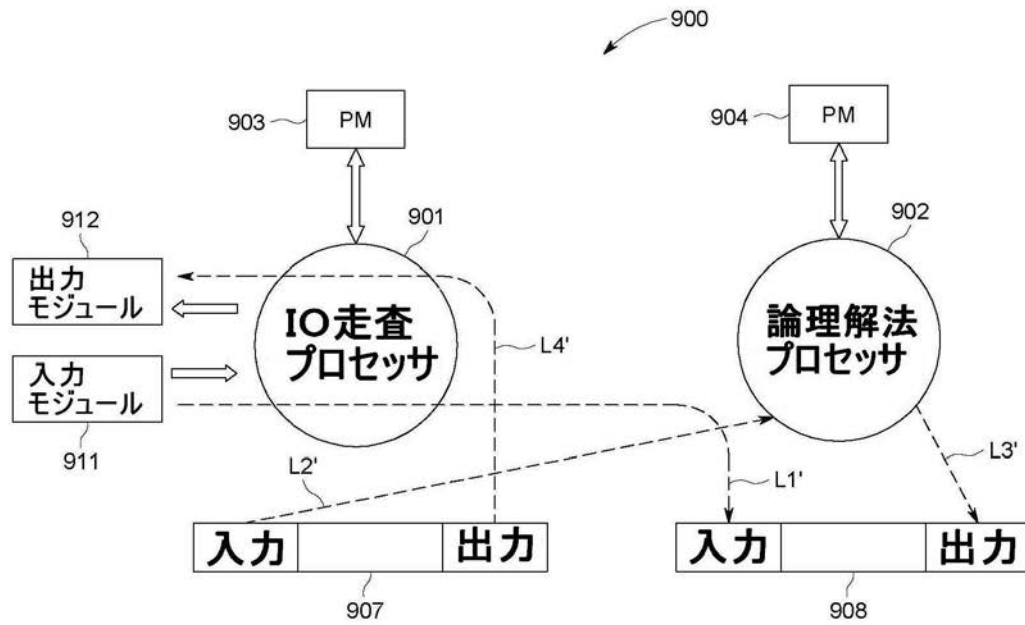 900
903
PM
904
PM
901
902
912
出力
モジュール
IO走査
プロセッサ
論理解法
プロセッサ
L4'
入力
モジュール
911
L2'
L1'
L3'
入力
出力
入力
出力
907
908